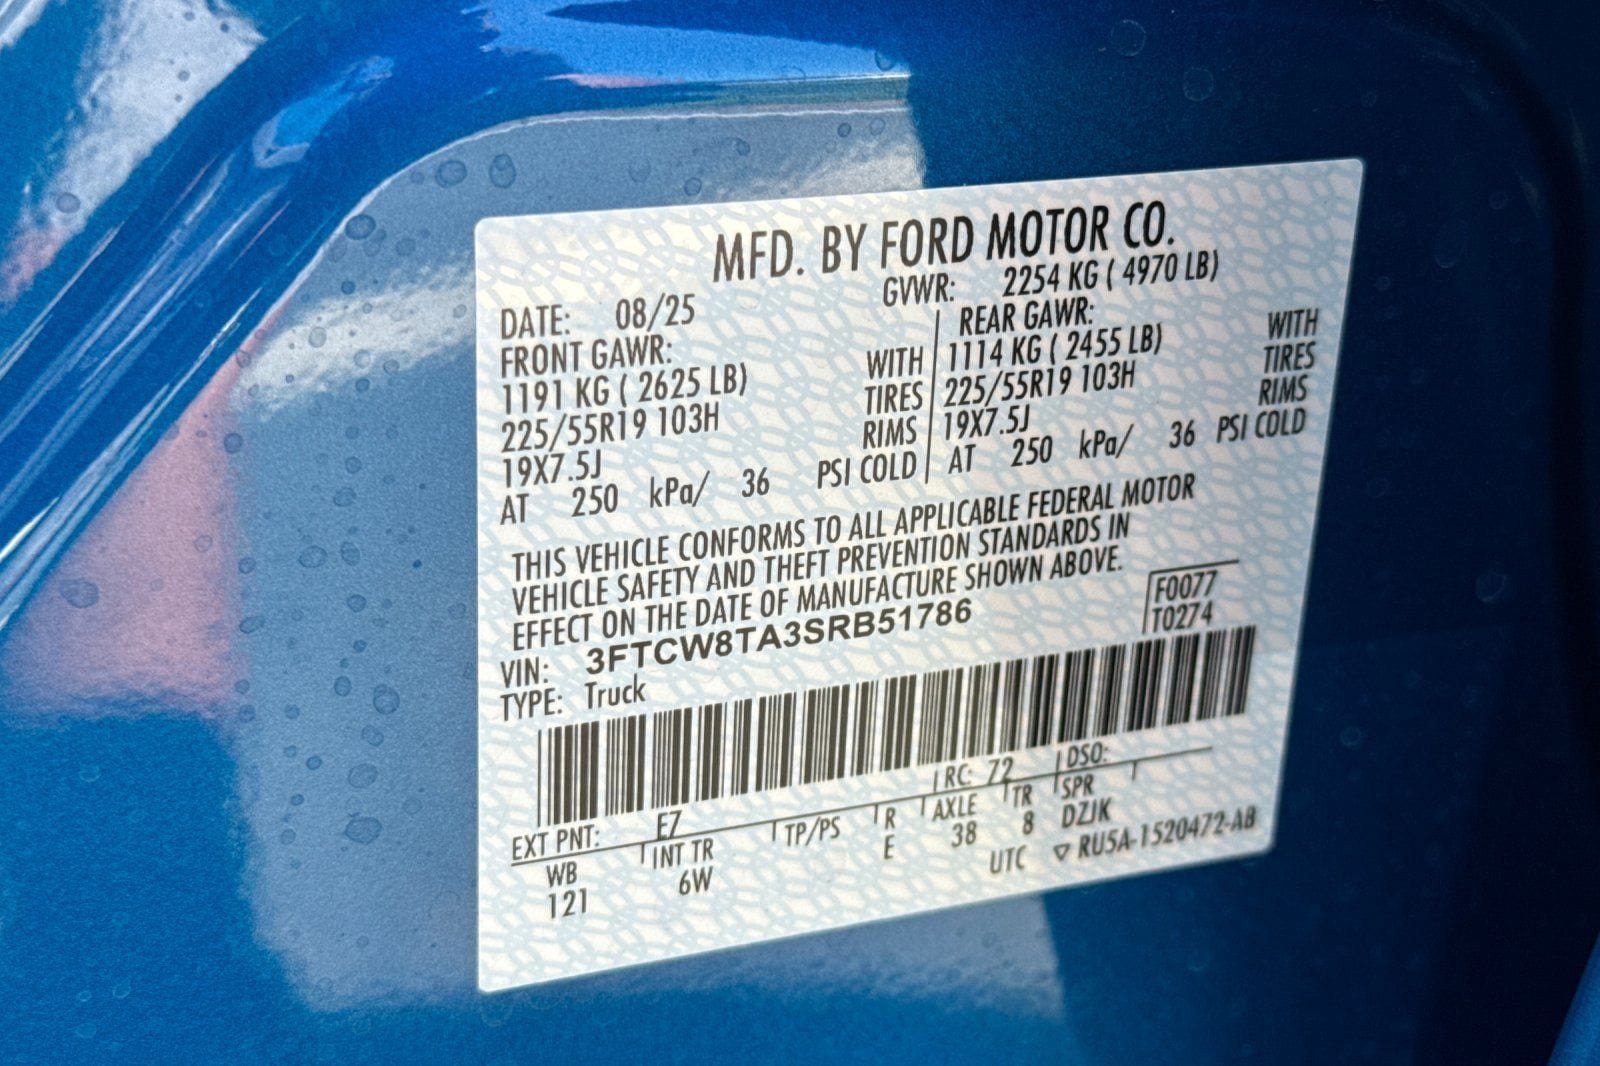 MFD. BY FORD MOTOR CO.
DATE: 08/25 GVWR: 2254 KG ( 4970 LB)
FRONT GAWR: REAR GAWR:
1191 KG ( 2625 LB) WITH 1114 KG ( 2455 LB) WITH
225/55R19 103H TIRES 225/55R19 103H TIRES
19X7.5J RIMS 19X7.5J RIMS
AT 250 kPa/ 36 PSI COLD AT 250 kPa/ 36 PSI COLD
THIS VEHICLE CONFORMS TO ALL APPLICABLE FEDERAL MOTOR
VEHICLE SAFETY AND THEFT PREVENTION STANDARDS IN
EFFECT ON THE DATE OF MANUFACTURE SHOWN ABOVE.
F0077
VIN: 3FTCW8TA3SRB51786 T0274
TYPE: Truck
EXT PNT: E7 RC: 72 DSO:
WB INT TR TP/PS R AXLE TR SPR
121 6W E 38 8 DZJK
UTC ▽ RU5A-1520472-AB